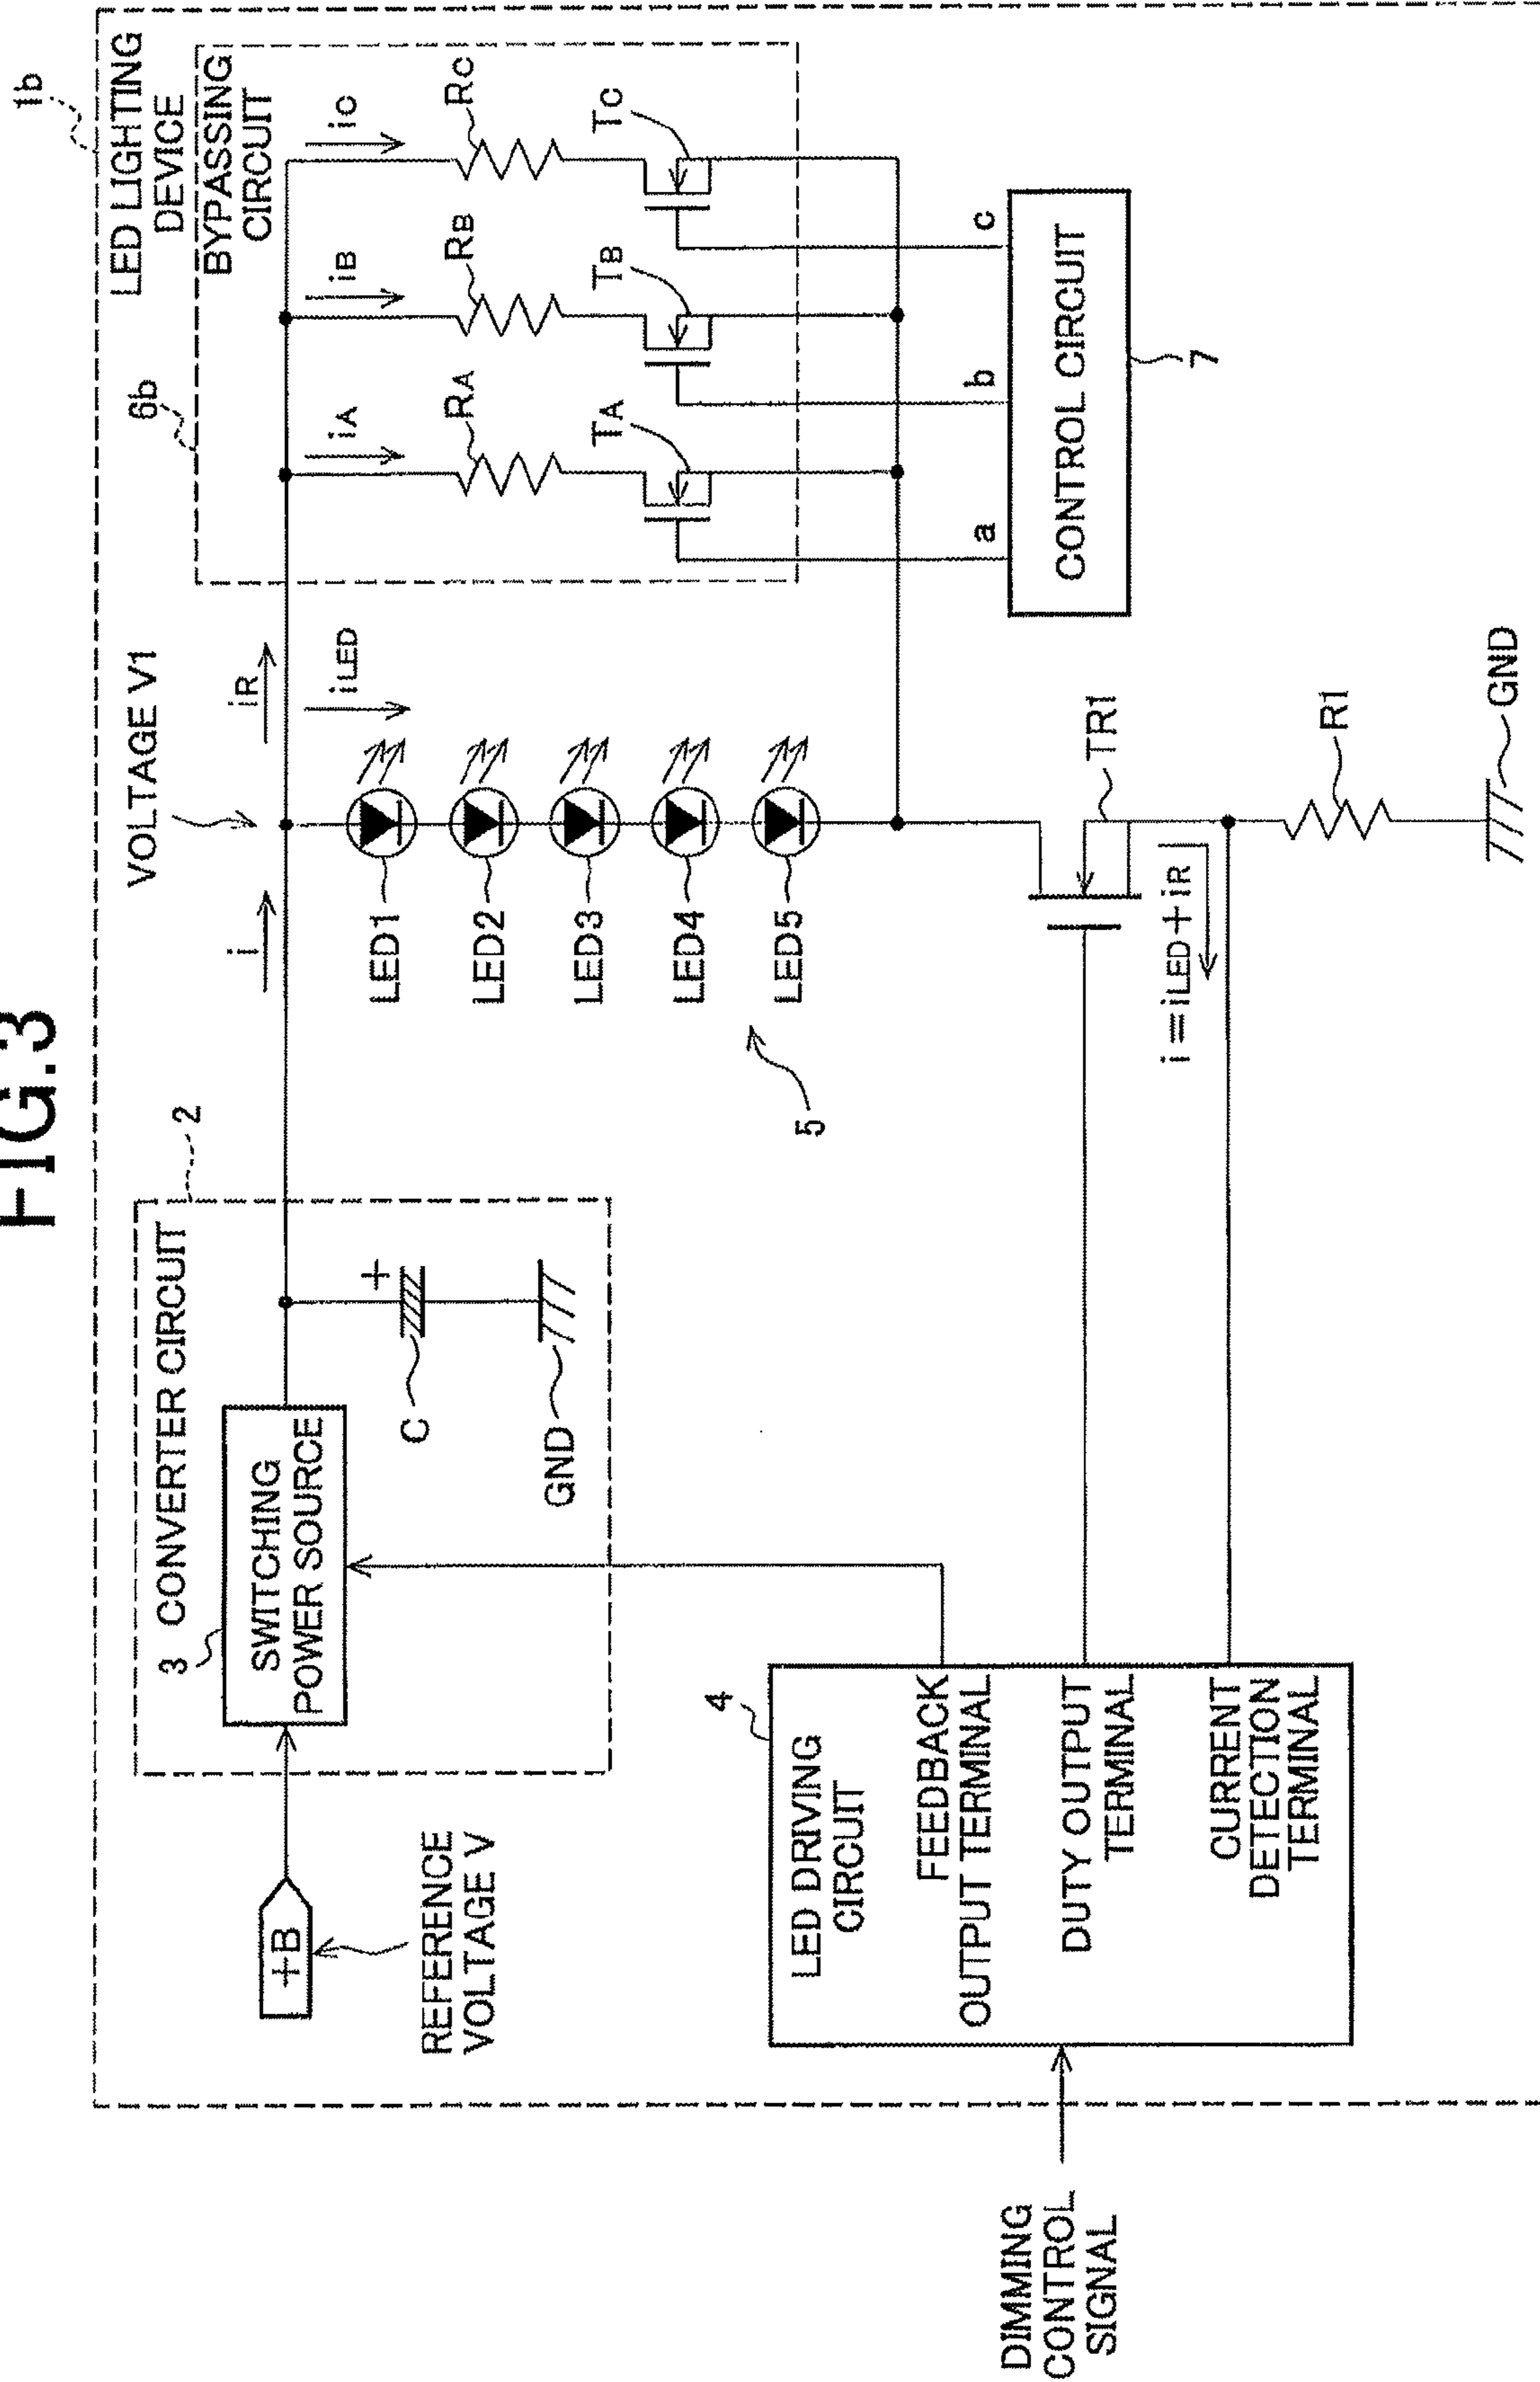 FIG.3
1b
LED LIGHTING
DEVICE
BYPASSING
CIRCUIT
6b
VOLTAGE V1
i
iR
iLED
iA
iB
iC
RA
RB
RC
TA
TB
TC
a
b
c
CONTROL CIRCUIT
7
2
3
CONVERTER CIRCUIT
SWITCHING
POWER SOURCE
+
C
GND
+B
REFERENCE
VOLTAGE V
LED1
LED2
LED3
LED4
LED5
5
4
LED DRIVING
CIRCUIT
FEEDBACK
OUTPUT TERMINAL
DUTY OUTPUT
TERMINAL
CURRENT
DETECTION
TERMINAL
TR1
i=iLED+iR
R1
GND
DIMMING
CONTROL
SIGNAL